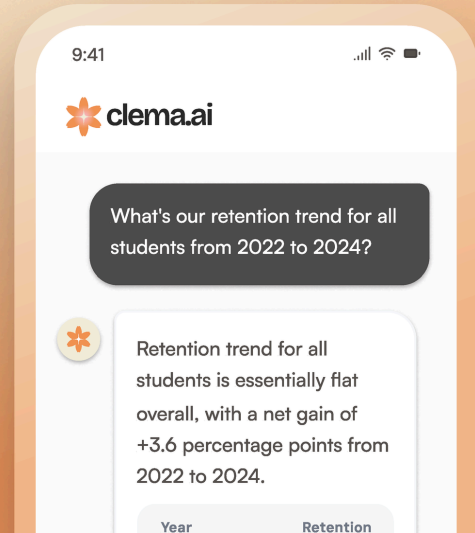 9:41
clema.ai
What's our retention trend for all
students from 2022 to 2024?
Retention trend for all
students is essentially flat
overall, with a net gain of
+3.6 percentage points from
2022 to 2024.
Year Retention